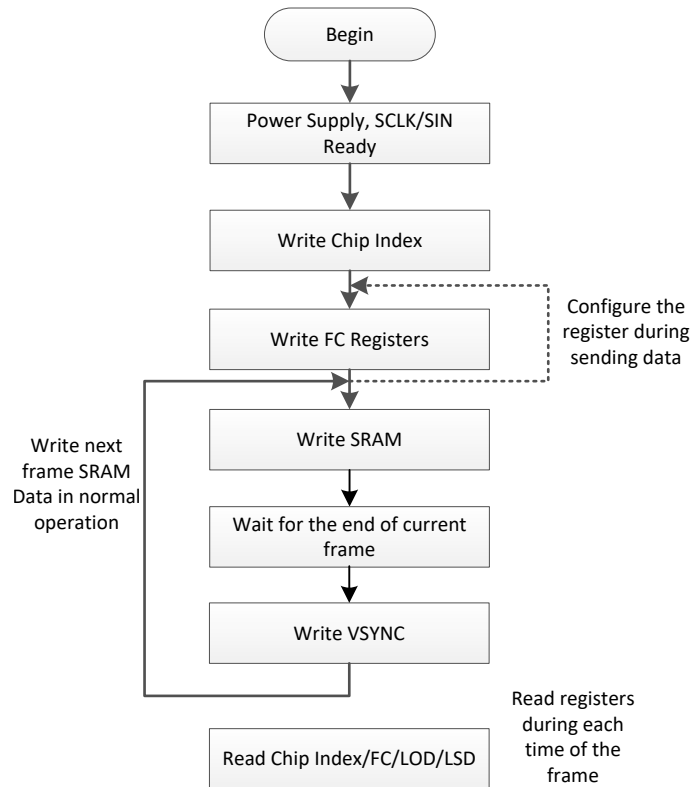 Begin
Power Supply, SCLK/SIN
Ready
Write Chip Index
Configure the
register during
sending data
Write FC Registers
Write next
frame SRAM
Data in normal
operation
Write SRAM
Wait for the end of current
frame
Write VSYNC
Read registers
during each
time of the
frame
Read Chip Index/FC/LOD/LSD